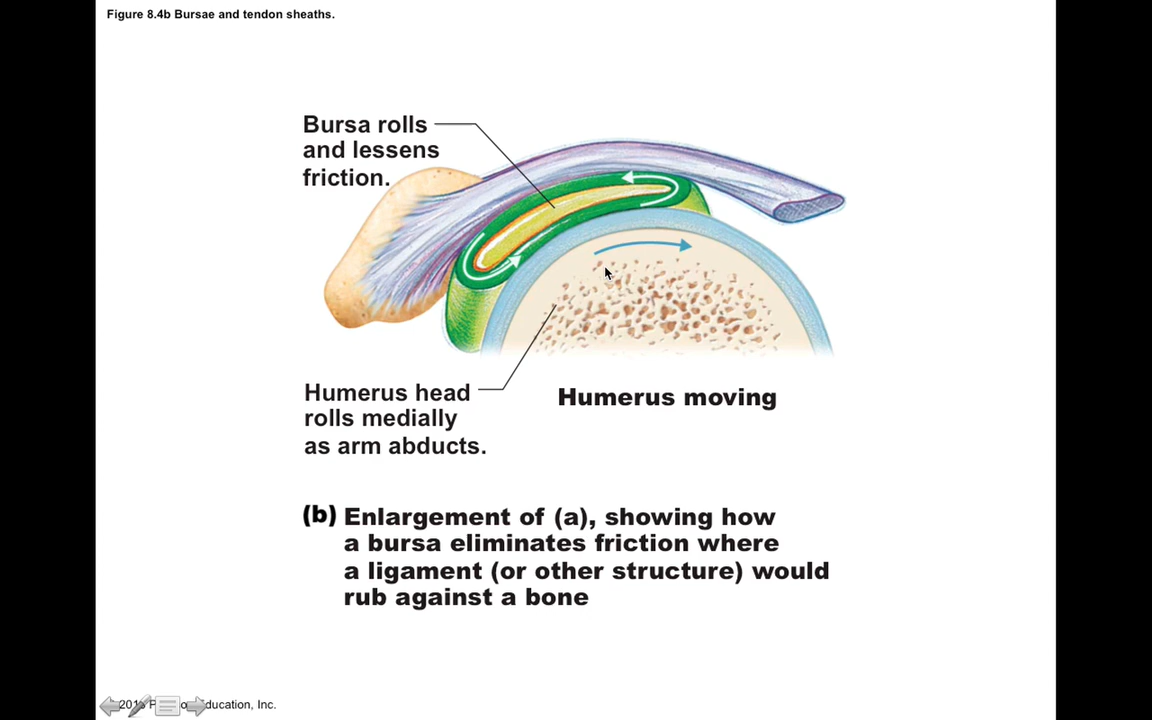 Figure 8.4b Bursae and tendon sheaths.
Bursa rolls
and lessens
friction.
Humerus head
rolls medially
as arm abducts.
Humerus moving
(b) Enlargement of (a), showing how
a bursa eliminates friction where
a ligament (or other structure) would
rub against a bone
Inc.